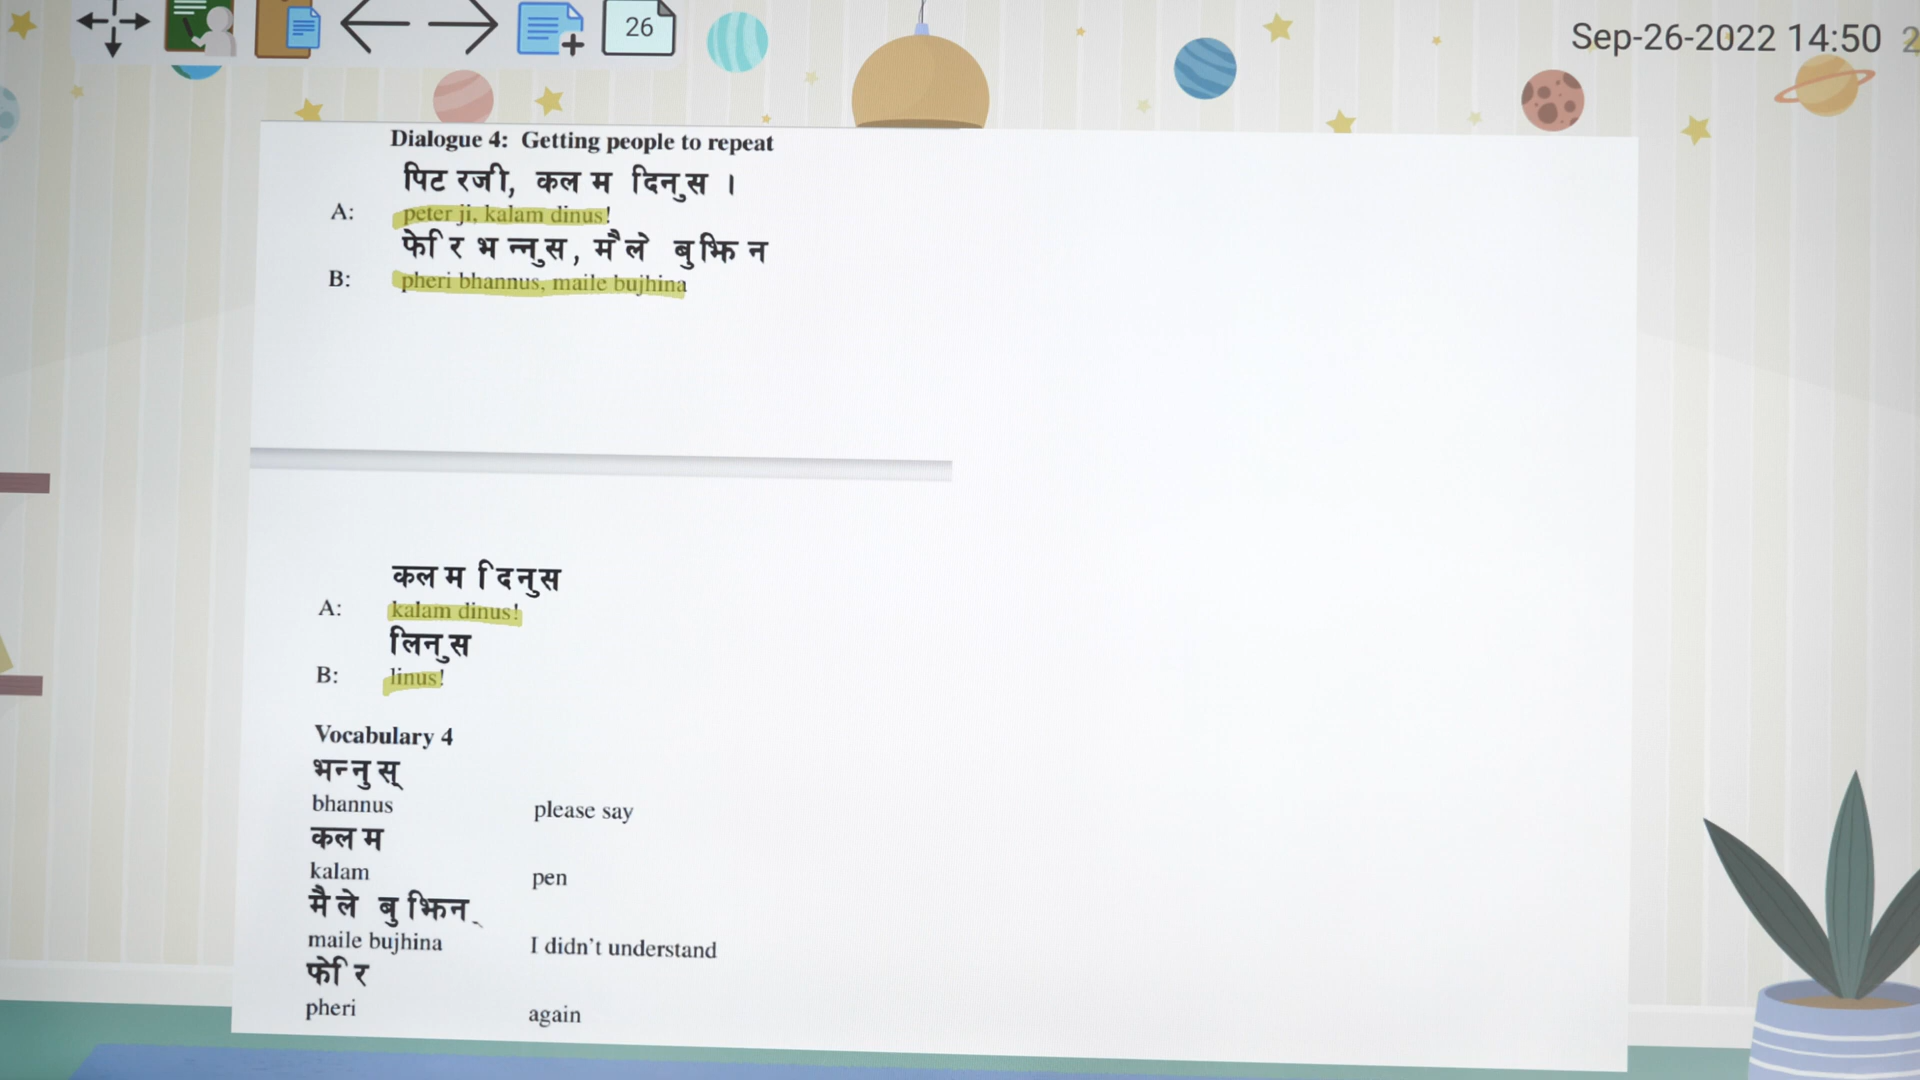 26
Sep-26-2022 14:50
Dialogue 4: Getting people to repeat
पिटरजी, कलम दिनुस ।
A: peter ji, kalam dinus!
फेरि भन्नुस, मैले बुझिन
B: pheri bhannus, maile bujhina
कलम दिनुस
A: kalam dinus!
लिनुस
B: linus!
Vocabulary 4
भन्नुस्
bhannus please say
कलम
kalam pen
मैले बुझिन
maile bujhina I didn't understand
फेरि
pheri again